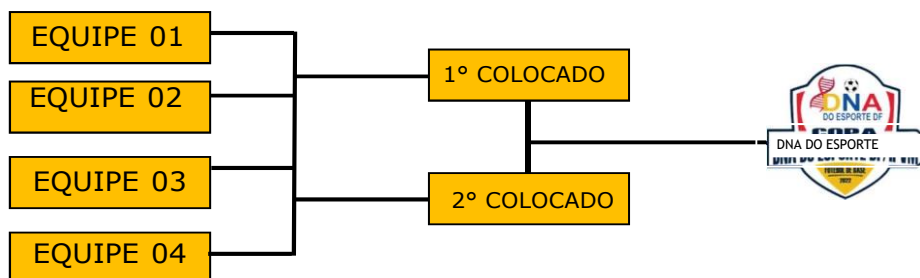 EQUIPE 01
EQUIPE 02
EQUIPE 03
EQUIPE 04
1° COLOCADO
2° COLOCADO
DNA
DO ESPORTE DF
DNA DO ESPORTE
FUTEBOL DE BASE
2022